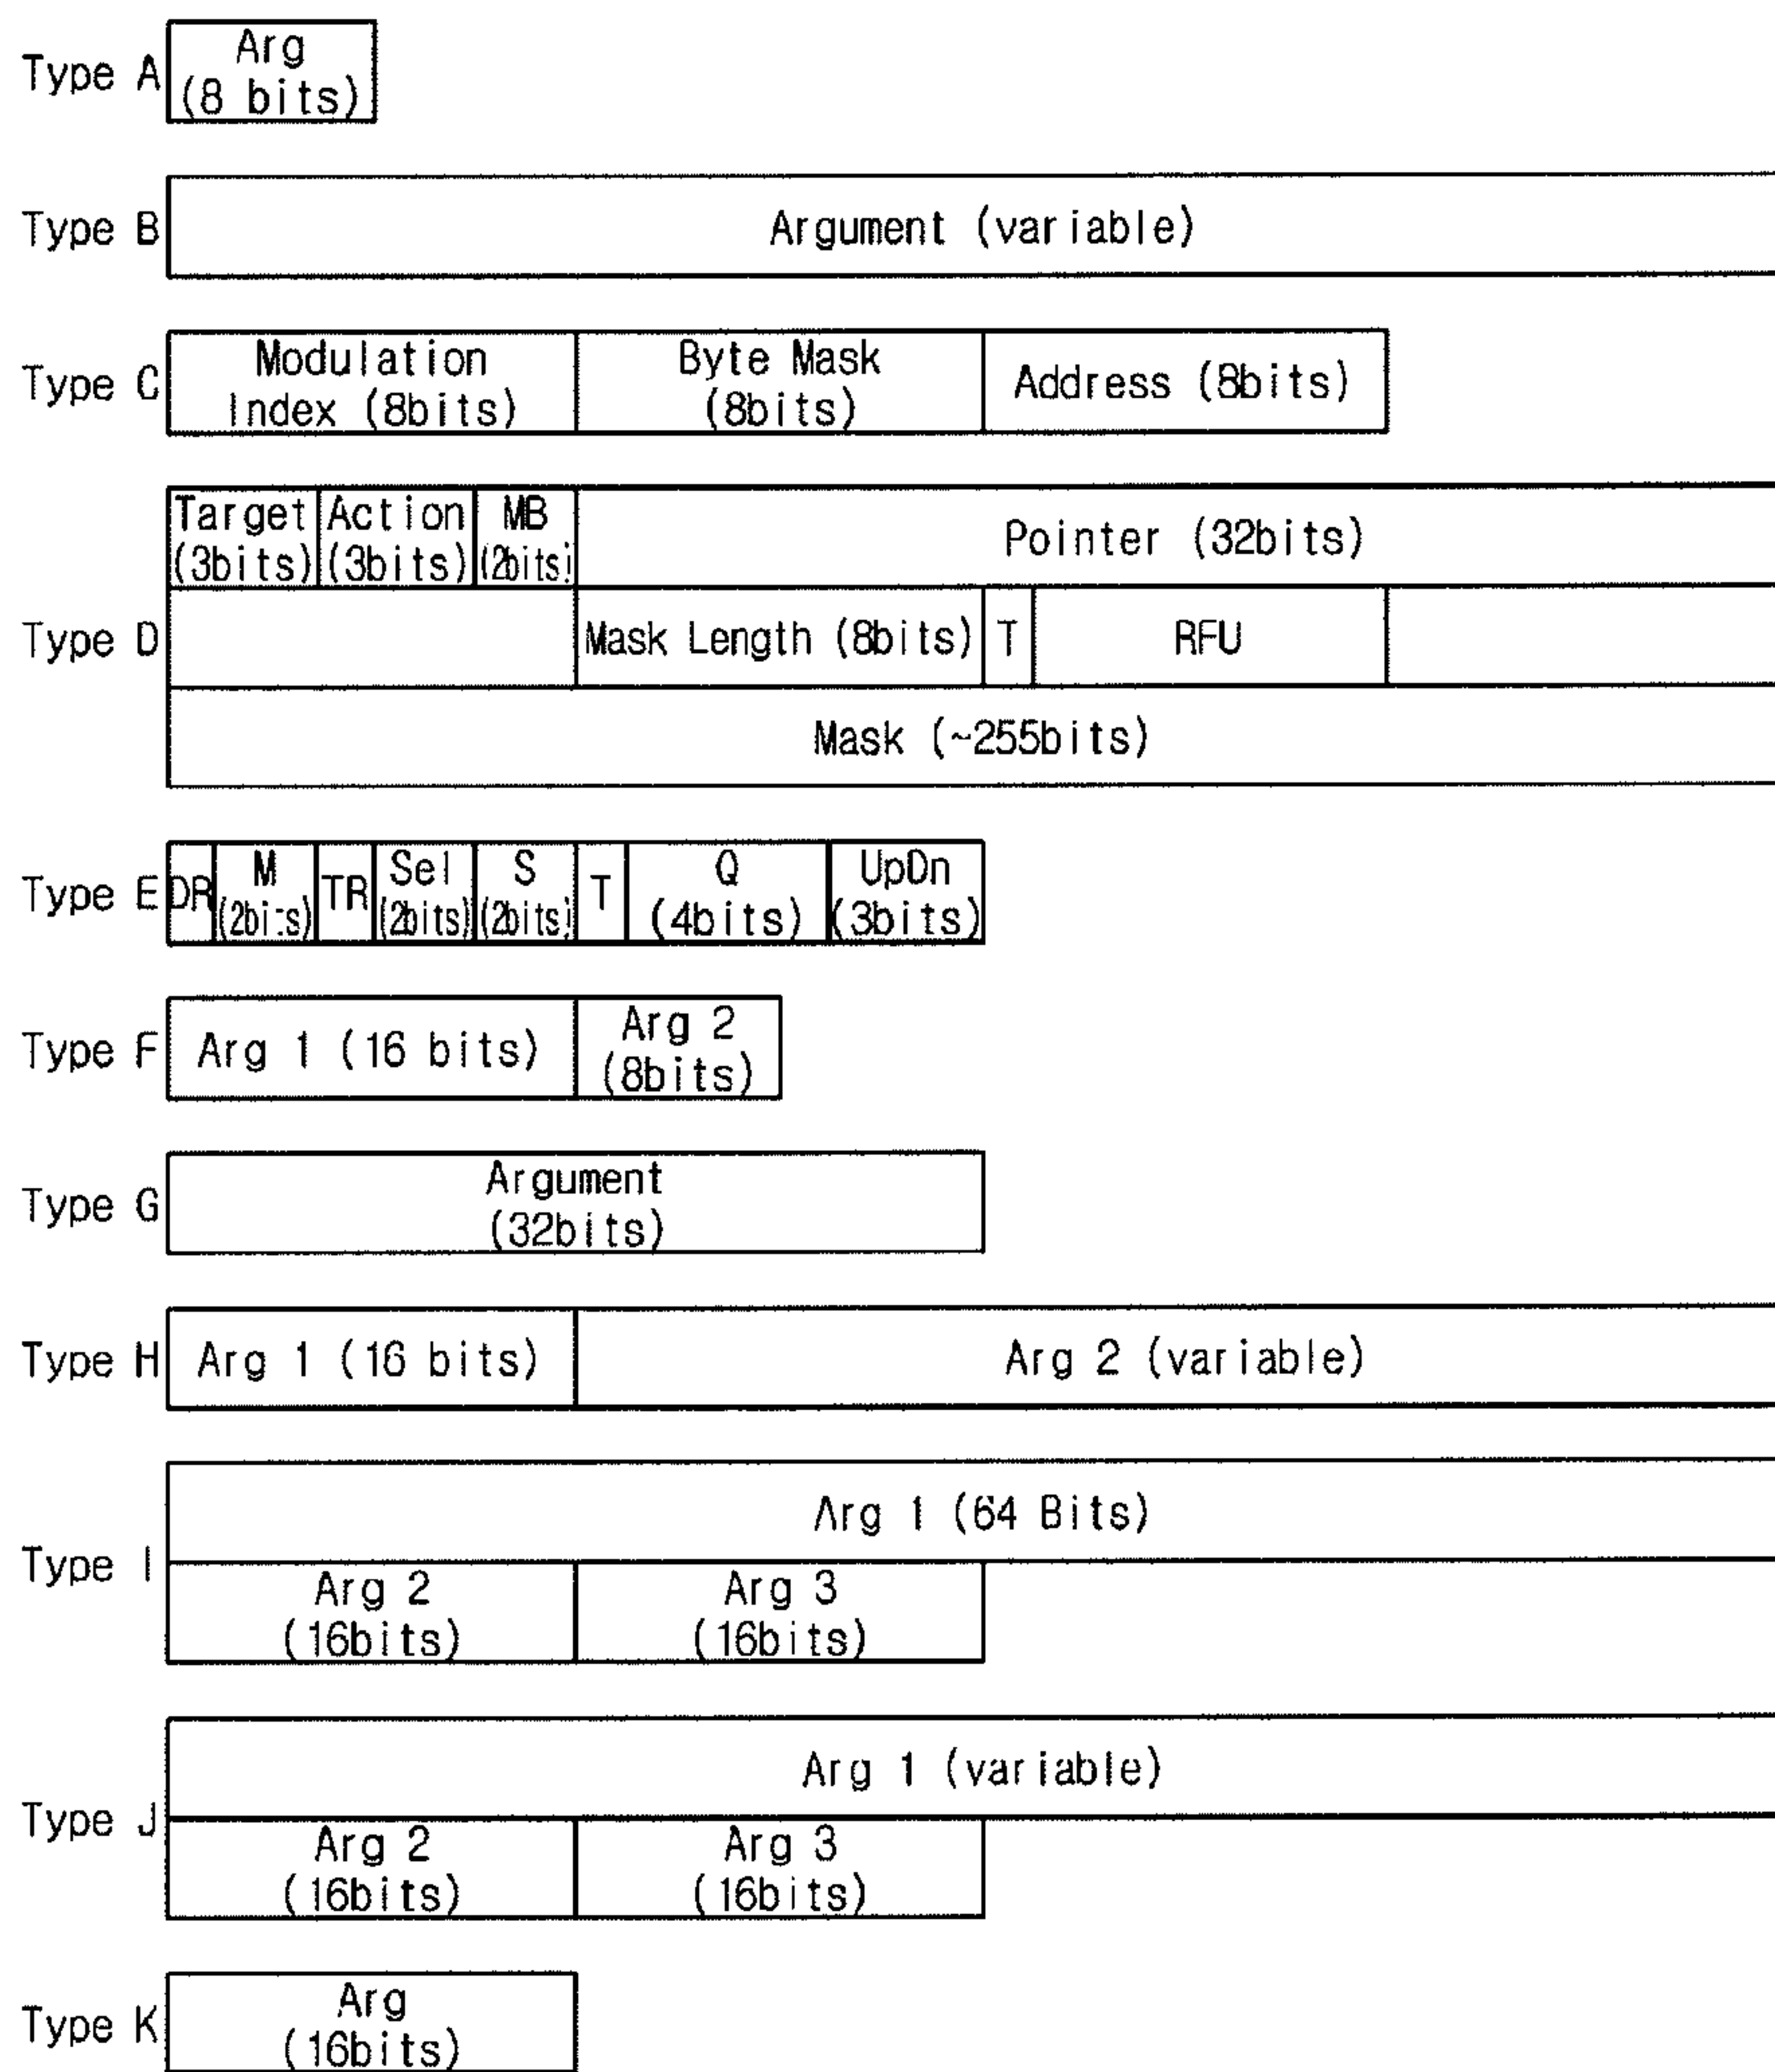 Type A
Arg
(8 bits)
Type B
Argument (variable)
Type C
Modulation
Index (8bits)
Byte Mask
(8bits)
Address (8bits)
Type D
Target
(3bits)
Action
(3bits)
MB
(2bits)
Pointer (32bits)
Mask Length (8bits)
T
RFU
Mask (~255bits)
Type E
DR
M
(2bits)
TR
Sel
(2bits)
S
(2bits)
T
Q
(4bits)
UpDn
(3bits)
Type F
Arg 1 (16 bits)
Arg 2
(8bits)
Type G
Argument
(32bits)
Type H
Arg 1 (16 bits)
Arg 2 (variable)
Type I
Arg 1 (64 Bits)
Arg 2
(16bits)
Arg 3
(16bits)
Type J
Arg 1 (variable)
Arg 2
(16bits)
Arg 3
(16bits)
Type K
Arg
(16bits)